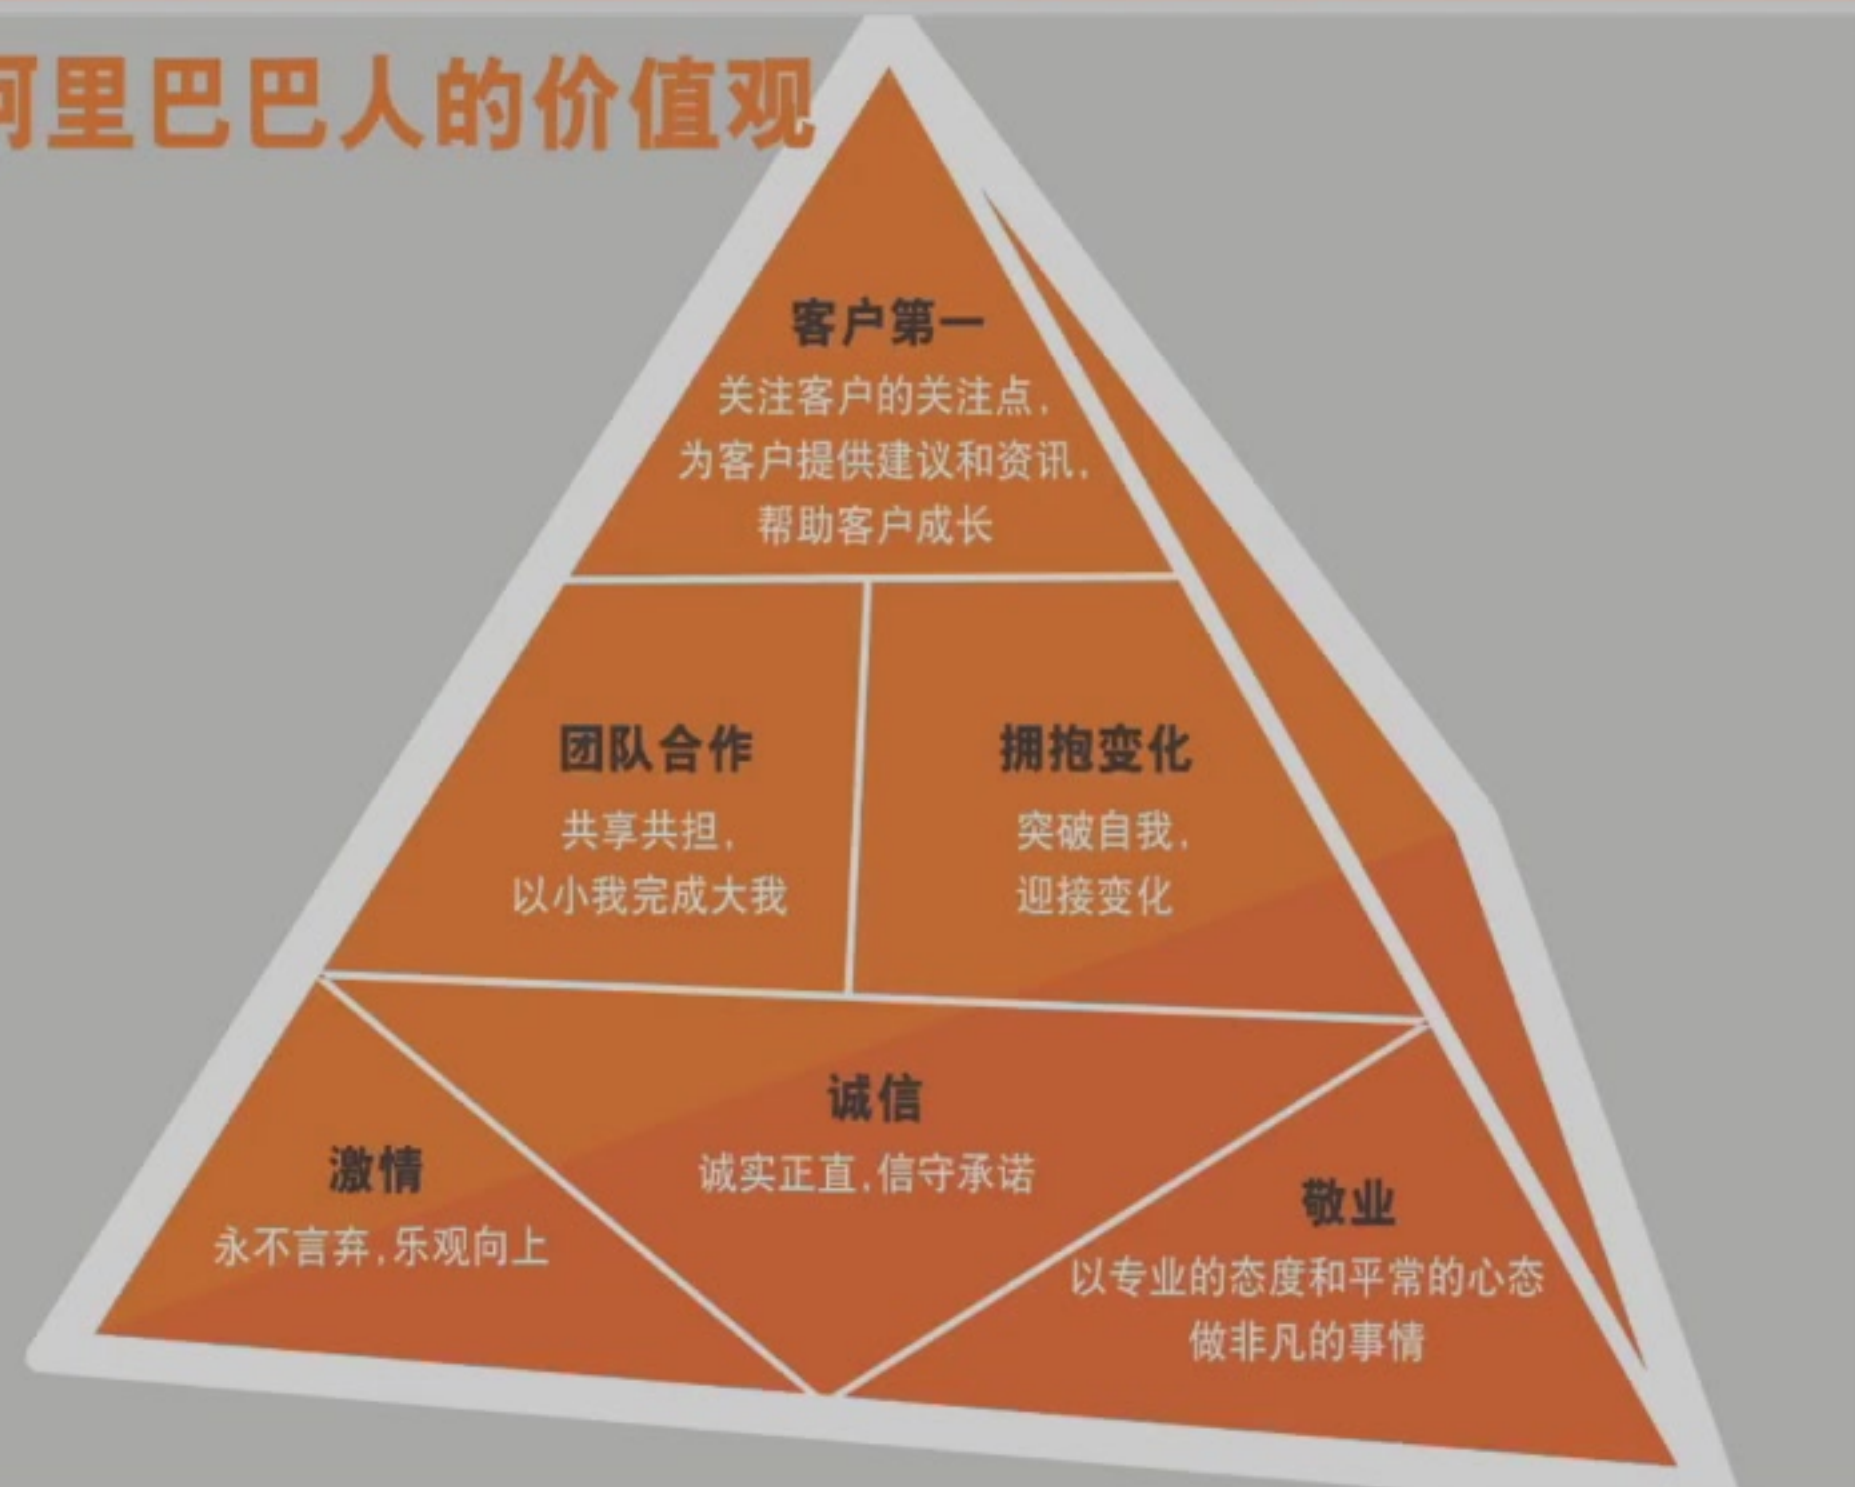 阿里巴巴人的价值观
客户第一
关注客户的关注点，
为客户提供建议和资讯，
帮助客户成长
团队合作
共享共担，
以小我完成大我
拥抱变化
突破自我，
迎接变化
激情
永不言弃，乐观向上
诚信
诚实正直，信守承诺
敬业
以专业的态度和平常的心态
做非凡的事情